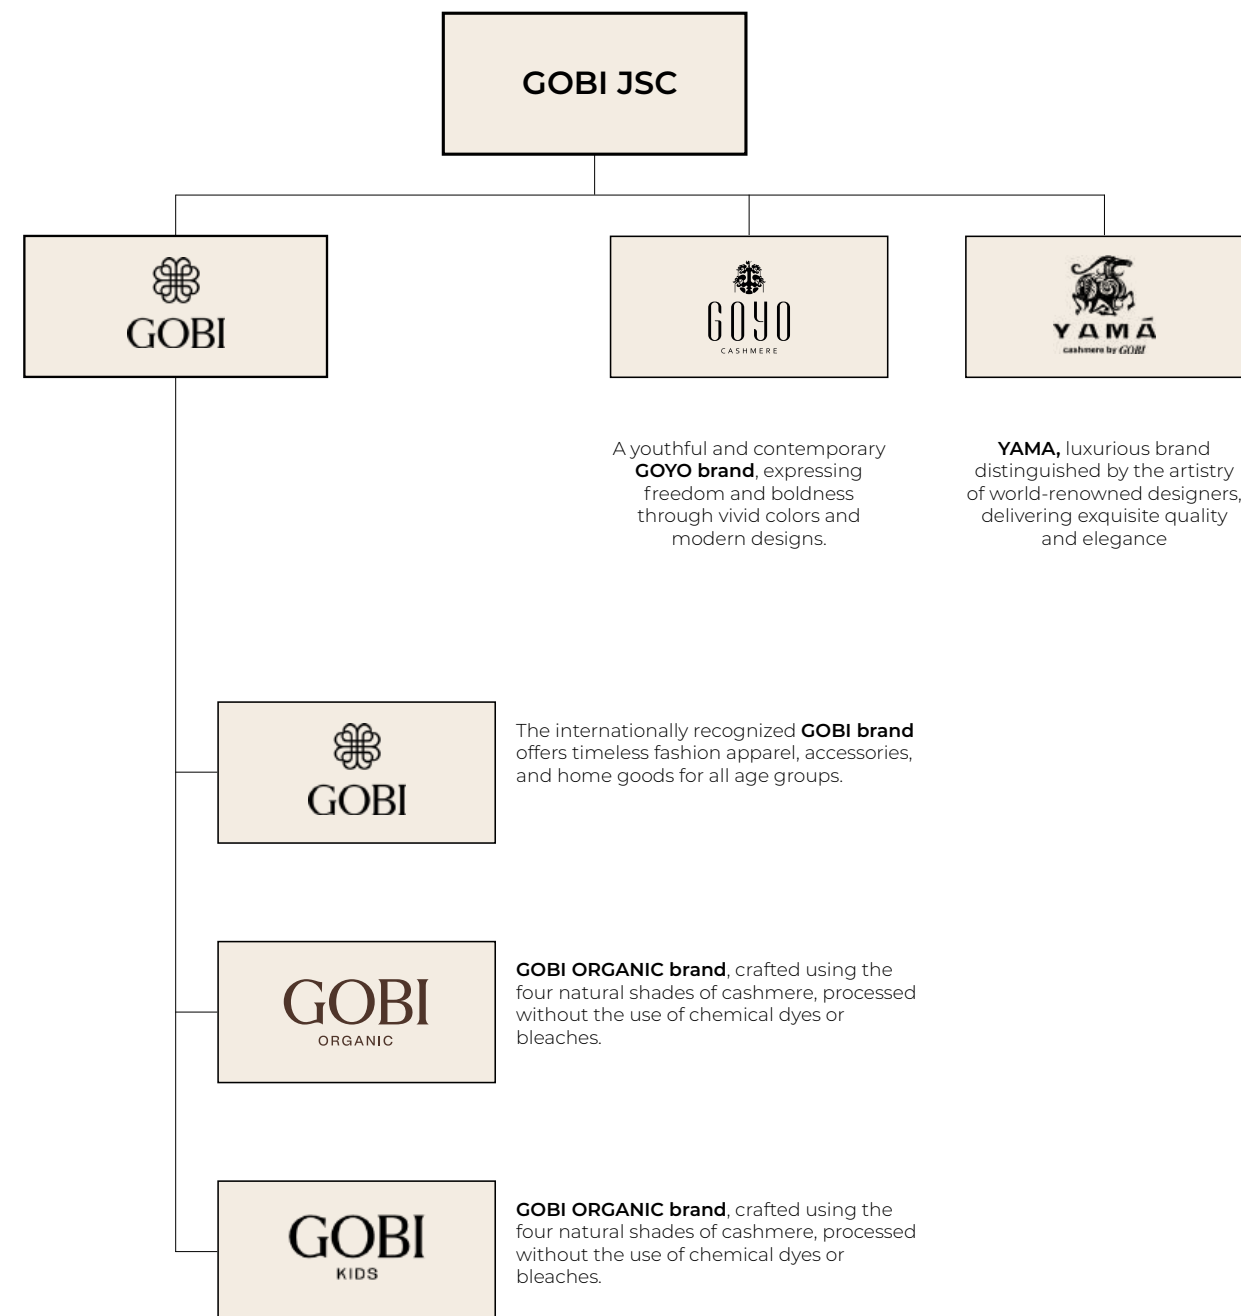 GOBI JSC
GOBI
GOYO
CASHMERE
YAMÁ
cashmere by GOBI
A youthful and contemporary
GOYO brand, expressing
freedom and boldness
through vivid colors and
modern designs.
YAMA, luxurious brand
distinguished by the artistry
of world-renowned designers,
delivering exquisite quality
and elegance
GOBI
The internationally recognized GOBI brand
offers timeless fashion apparel, accessories,
and home goods for all age groups.
GOBI
ORGANIC
GOBI ORGANIC brand, crafted using the
four natural shades of cashmere, processed
without the use of chemical dyes or
bleaches.
GOBI
KIDS
GOBI ORGANIC brand, crafted using the
four natural shades of cashmere, processed
without the use of chemical dyes or
bleaches.